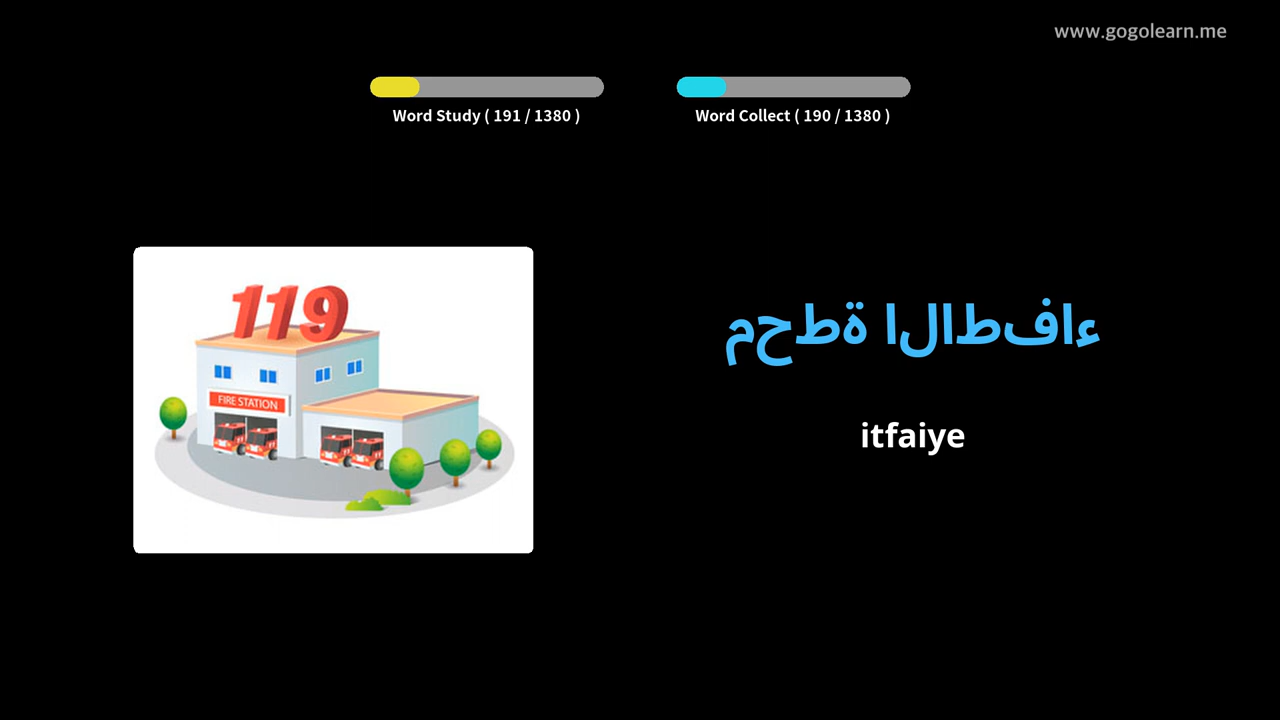 www.gogolearn.me
Word Study ( 191 / 1380 )
Word Collect ( 190 / 1380 )
119
FIRE STATION
محطة الاطفاء
itfaiye